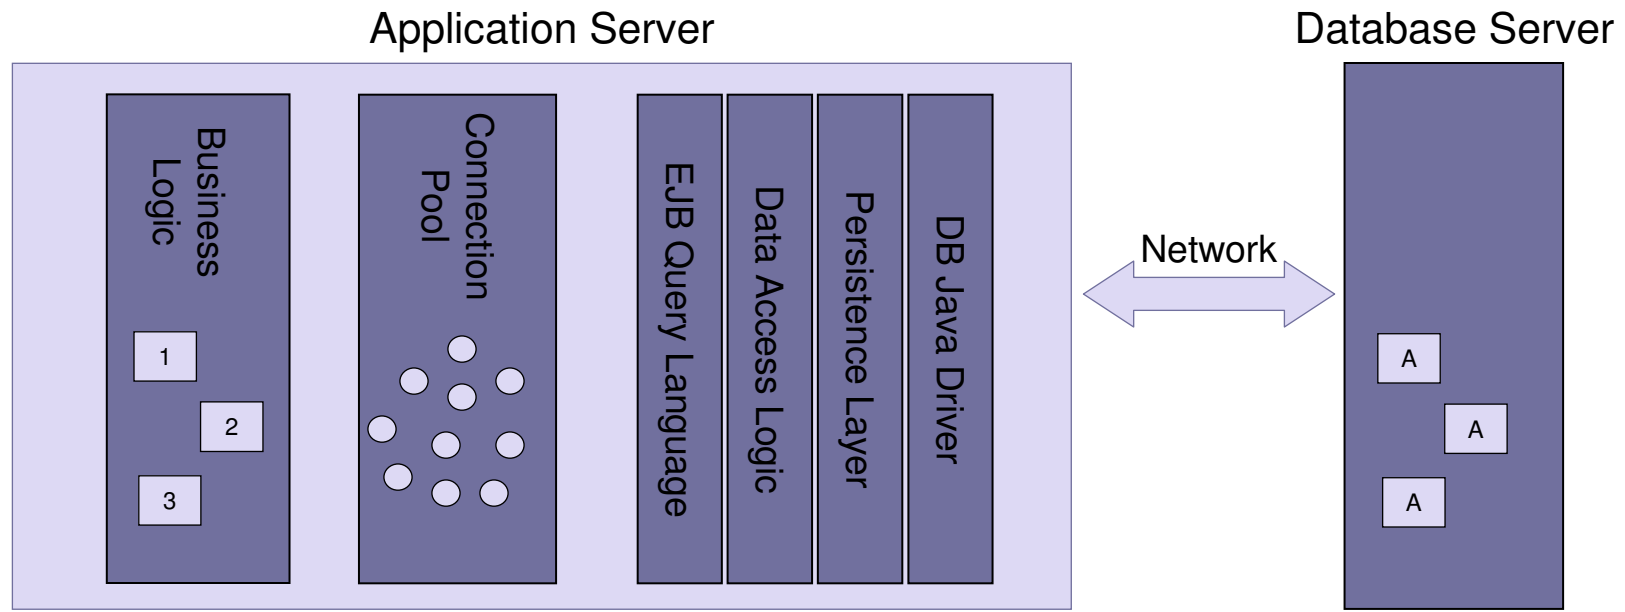 Application Server
Database Server
Business
Logic
1
2
3
Connection
Pool
EJB Query Language
Data Access Logic
Persistence Layer
DB Java Driver
Network
A
A
A